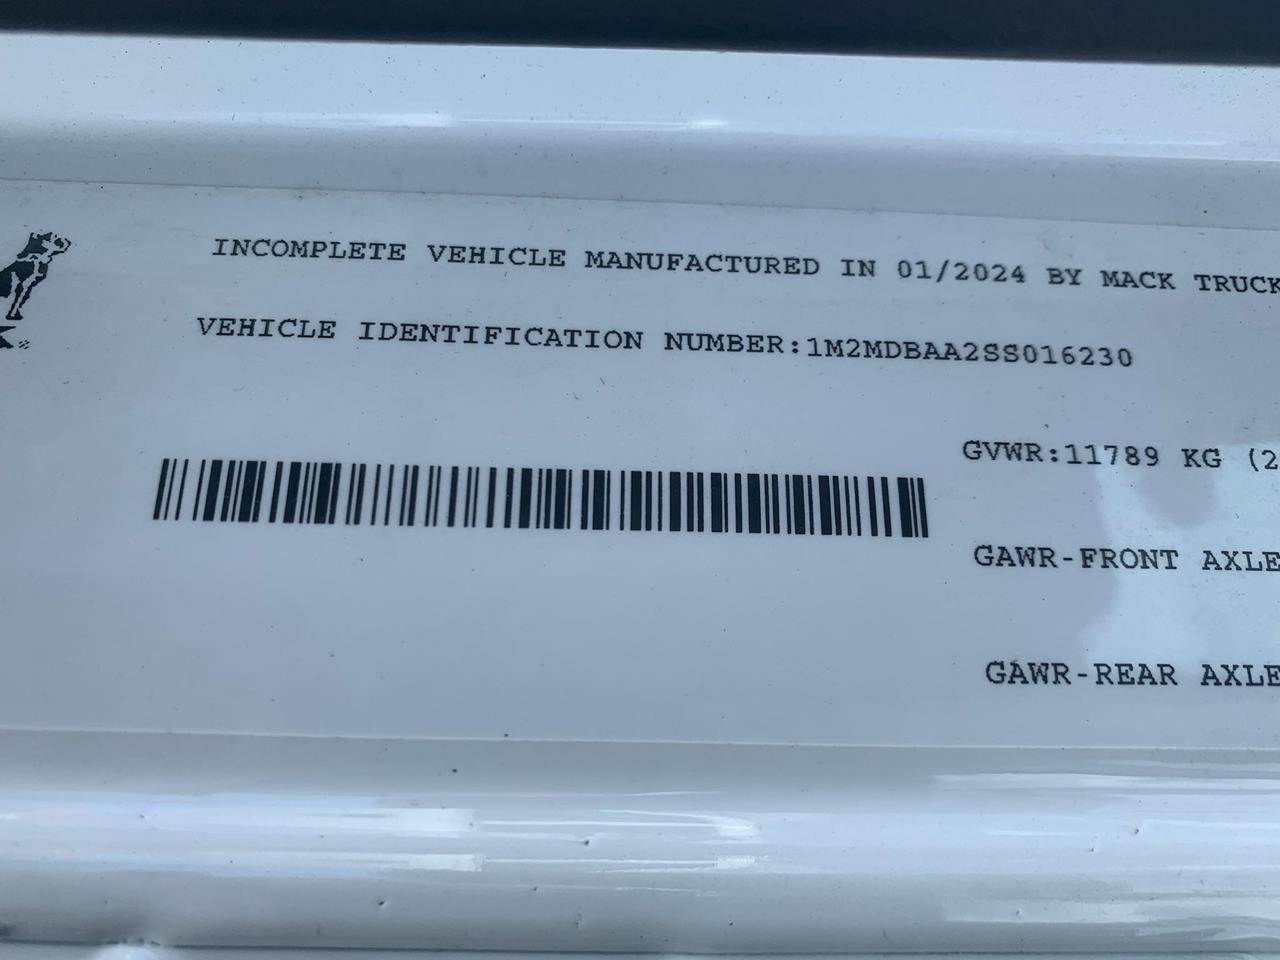 INCOMPLETE VEHICLE MANUFACTURED IN 01/2024 BY MACK TRUCK
VEHICLE IDENTIFICATION NUMBER:1M2MDBAA2SS016230
GVWR:11789 KG (2
GAWR-FRONT AXLE
GAWR-REAR AXLE